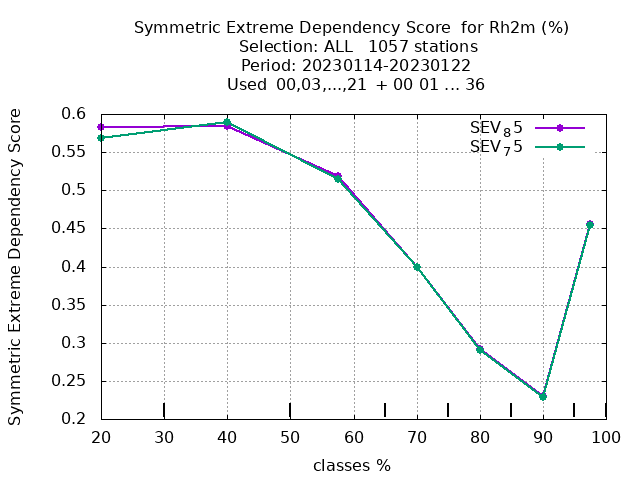 Symmetric Extreme Dependency Score for Rh2m (%)
Selection: ALL 1057 stations
Period: 20230114-20230122
Used 00,03,...,21 + 00 01 ... 36
Symmetric Extreme Dependency Score
0.6
0.55
0.5
0.45
0.4
0.35
0.3
0.25
0.2
SEV₈5
SEV₇5
20 30 40 50 60 70 80 90 100
classes %